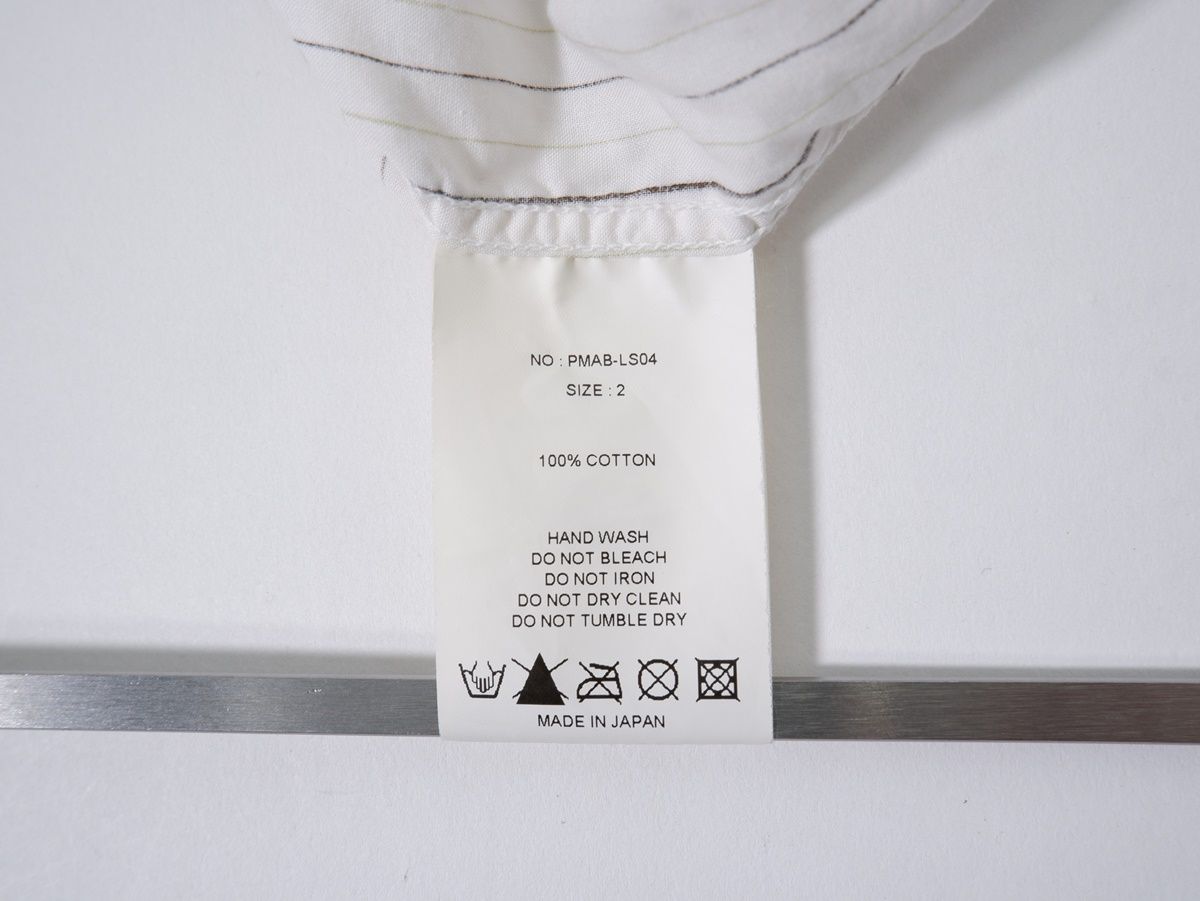 NO : PMAB-LS04
SIZE : 2
100% COTTON
HAND WASH
DO NOT BLEACH
DO NOT IRON
DO NOT DRY CLEAN
DO NOT TUMBLE DRY
MADE IN JAPAN